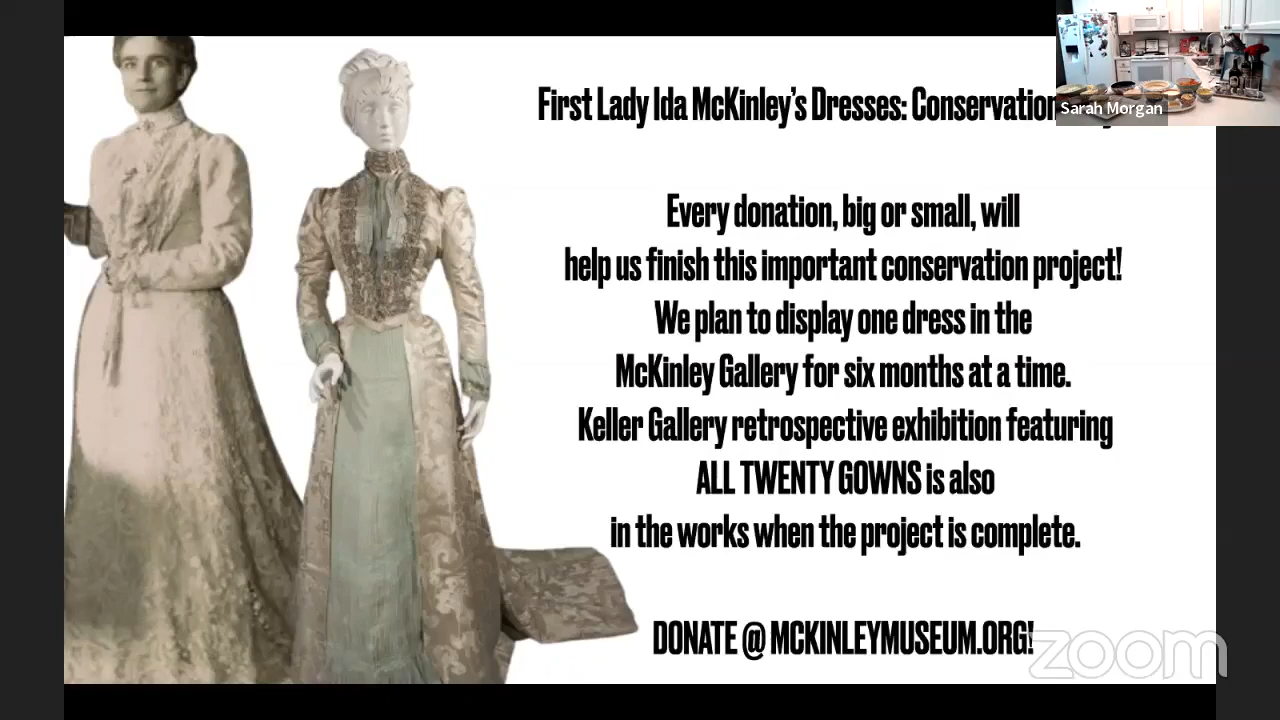 First Lady Ida McKinley's Dresses: Conservation
Sarah Morgan
Every donation, big or small, will
help us finish this important conservation project!
We plan to display one dress in the
McKinley Gallery for six months at a time.
Keller Gallery retrospective exhibition featuring
ALL TWENTY GOWNS is also
in the works when the project is complete.
DONATE @ MCKINLEYMUSEUM.ORG!
zoom